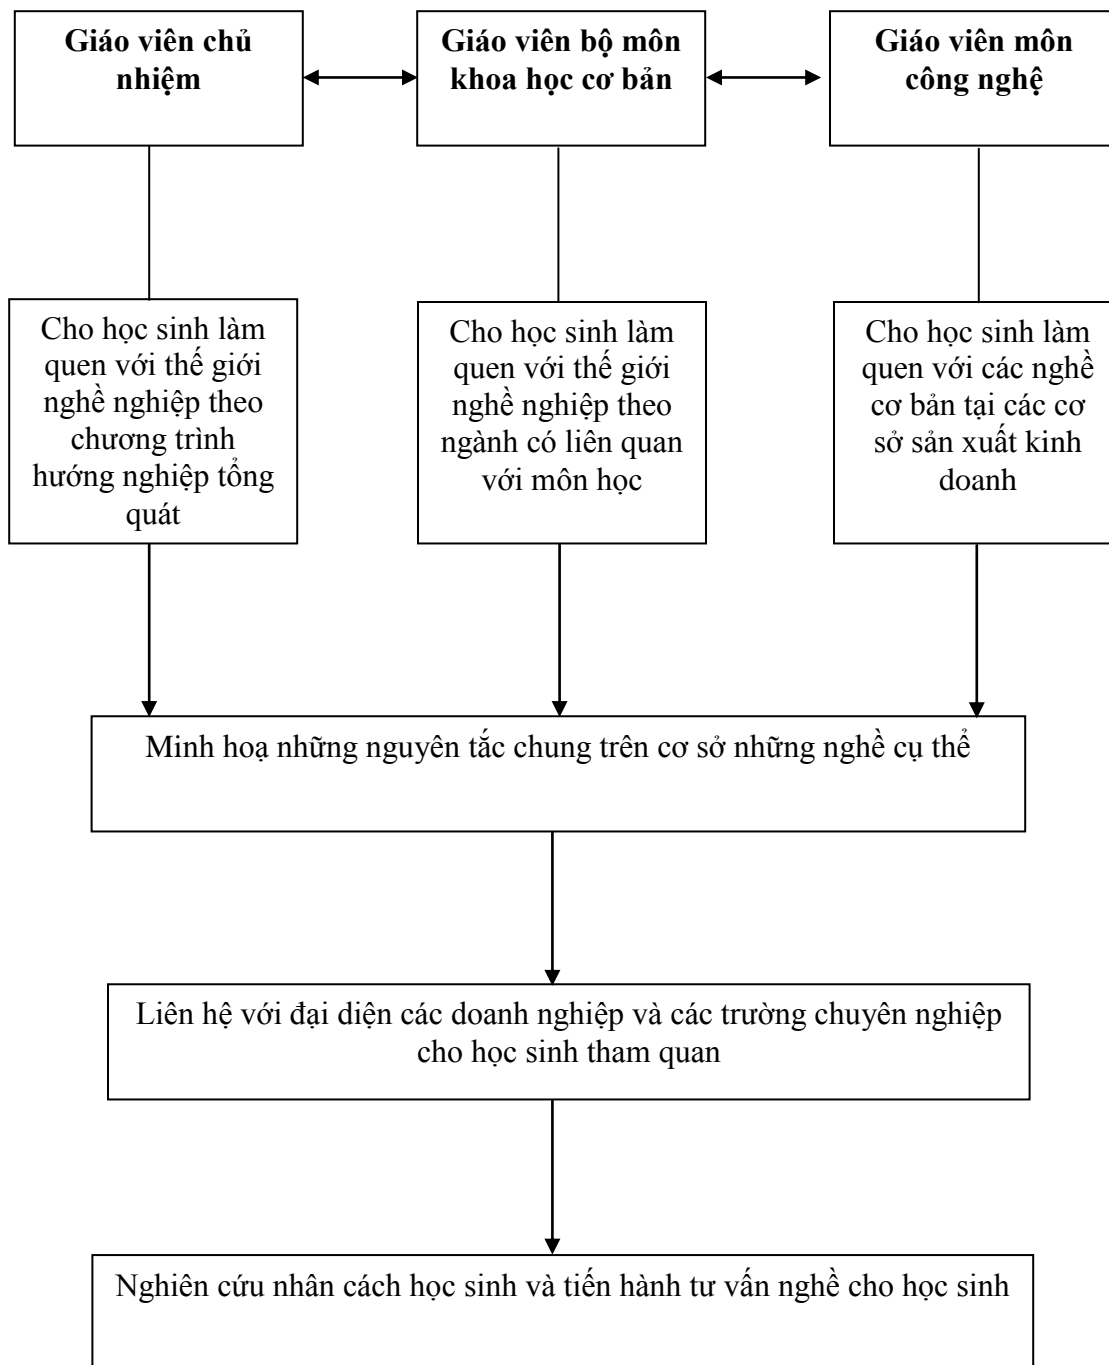 Giáo viên chủ
nhiệm
Giáo viên bộ môn
khoa học cơ bản
Giáo viên môn
công nghệ
Cho học sinh làm
quen với thế giới
nghề nghiệp theo
chương trình
hướng nghiệp tổng
quát
Cho học sinh làm
quen với thế giới
nghề nghiệp theo
ngành có liên quan
với môn học
Cho học sinh làm
quen với các nghề
cơ bản tại các cơ
sở sản xuất kinh
doanh
Minh hoạ những nguyên tắc chung trên cơ sở những nghề cụ thể
Liên hệ với đại diện các doanh nghiệp và các trường chuyên nghiệp
cho học sinh tham quan
Nghiên cứu nhân cách học sinh và tiến hành tư vấn nghề cho học sinh